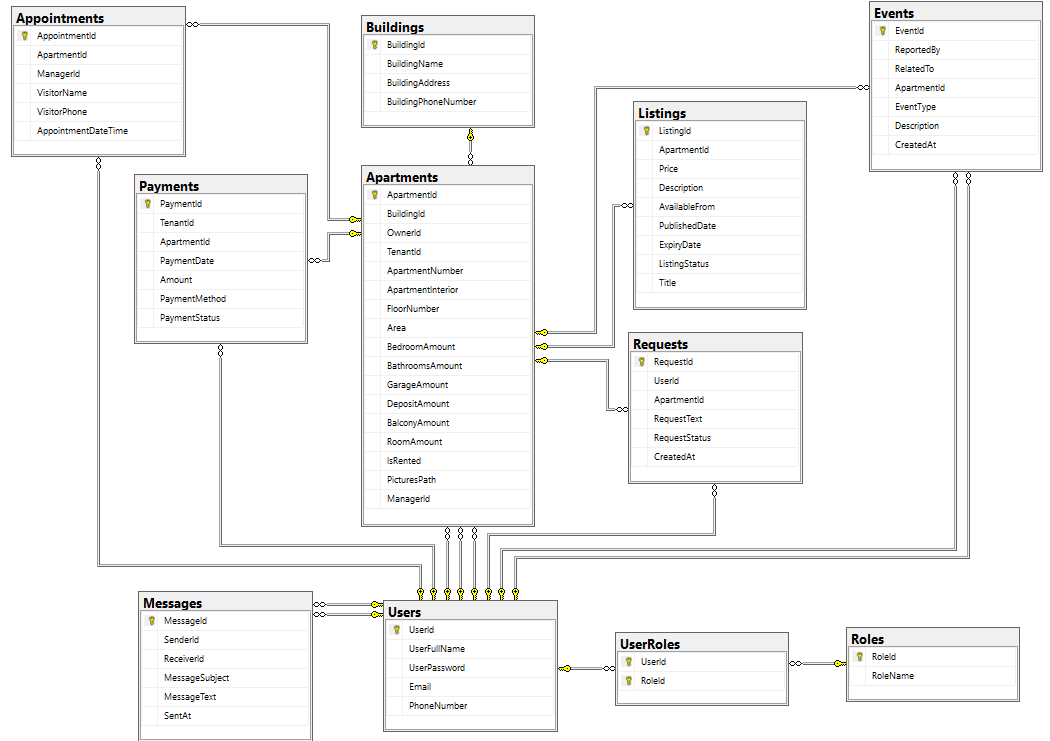 Appointments
AppointmentId
ApartmentId
ManagerId
VisitorName
VisitorPhone
AppointmentDateTime
Buildings
BuildingId
BuildingName
BuildingAddress
BuildingPhoneNumber
Events
EventId
ReportedBy
RelatedTo
ApartmentId
EventType
Description
CreatedAt
Listings
ListingId
ApartmentId
Price
Description
AvailableFrom
PublishedDate
ExpiryDate
ListingStatus
Title
Payments
PaymentId
TenantId
ApartmentId
PaymentDate
Amount
PaymentMethod
PaymentStatus
Apartments
ApartmentId
BuildingId
OwnerId
TenantId
ApartmentNumber
ApartmentInterior
FloorNumber
Area
BedroomAmount
BathroomsAmount
GarageAmount
DepositAmount
BalconyAmount
RoomAmount
IsRented
PicturesPath
ManagerId
Requests
RequestId
UserId
ApartmentId
RequestText
RequestStatus
CreatedAt
Messages
MessageId
SenderId
ReceiverId
MessageSubject
MessageText
SentAt
Users
UserId
UserFullName
UserPassword
Email
PhoneNumber
UserRoles
UserId
RoleId
Roles
RoleId
RoleName